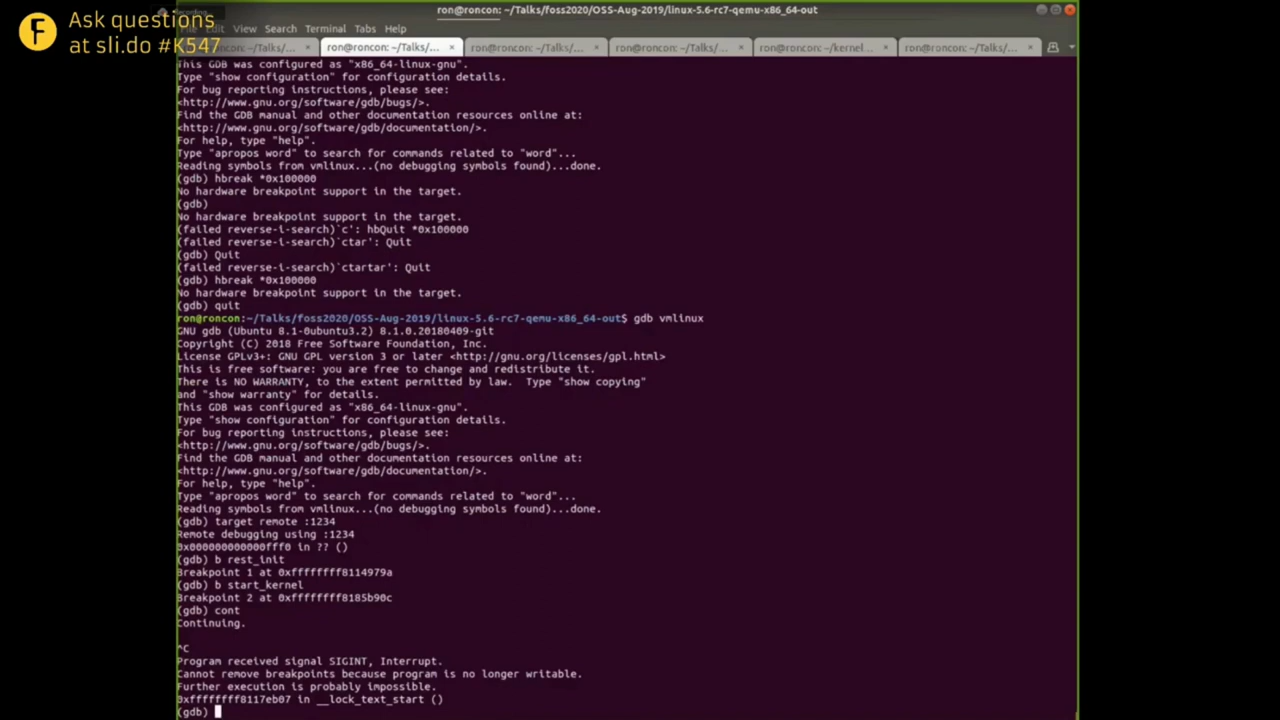 Ask questions
at sli.do #K547
ron@roncon: ~/Talks/foss2020/OSS-Aug-2019/linux-5.6-rc7-qemu-x86_64-out
Edit View Search Terminal Tabs Help
ron@roncon: ~/Talks/... × ron@roncon: ~/Talks/... × ron@roncon: ~/Talks/... × ron@roncon: ~/kernel... × ron@roncon: ~/Talks/... ×
This GDB was configured as "x86_64-linux-gnu".
Type "show configuration" for configuration details.
For bug reporting instructions, please see:
<http://www.gnu.org/software/gdb/bugs/>.
Find the GDB manual and other documentation resources online at:
<http://www.gnu.org/software/gdb/documentation/>.
For help, type "help".
Type "apropos word" to search for commands related to "word"...
Reading symbols from vmlinux...(no debugging symbols found)...done.
(gdb) hbreak *0x100000
No hardware breakpoint support in the target.
(gdb)
No hardware breakpoint support in the target.
(failed reverse-i-search)`c': hbQuit *0x100000
(failed reverse-i-search)`ctar': Quit
(gdb) Quit
(failed reverse-i-search)`ctartar': Quit
(gdb) hbreak *0x100000
No hardware breakpoint support in the target.
(gdb) quit
ron@roncon:~/Talks/foss2020/OSS-Aug-2019/linux-5.6-rc7-qemu-x86_64-out$ gdb vmlinux
GNU gdb (Ubuntu 8.1-0ubuntu3.2) 8.1.0.20180409-git
Copyright (C) 2018 Free Software Foundation, Inc.
License GPLv3+: GNU GPL version 3 or later <http://gnu.org/licenses/gpl.html>
This is free software: you are free to change and redistribute it.
There is NO WARRANTY, to the extent permitted by law.  Type "show copying"
and "show warranty" for details.
This GDB was configured as "x86_64-linux-gnu".
Type "show configuration" for configuration details.
For bug reporting instructions, please see:
<http://www.gnu.org/software/gdb/bugs/>.
Find the GDB manual and other documentation resources online at:
<http://www.gnu.org/software/gdb/documentation/>.
For help, type "help".
Type "apropos word" to search for commands related to "word"...
Reading symbols from vmlinux...(no debugging symbols found)...done.
(gdb) target remote :1234
Remote debugging using :1234
0x000000000000fff0 in ?? ()
(gdb) b rest_init
Breakpoint 1 at 0xffffffff8114979a
(gdb) b start_kernel
Breakpoint 2 at 0xffffffff8185b90c
(gdb) cont
Continuing.
^C
Program received signal SIGINT, Interrupt.
Cannot remove breakpoints because program is no longer writable.
Further execution is probably impossible.
0xffffffff8117eb07 in __lock_text_start ()
(gdb)